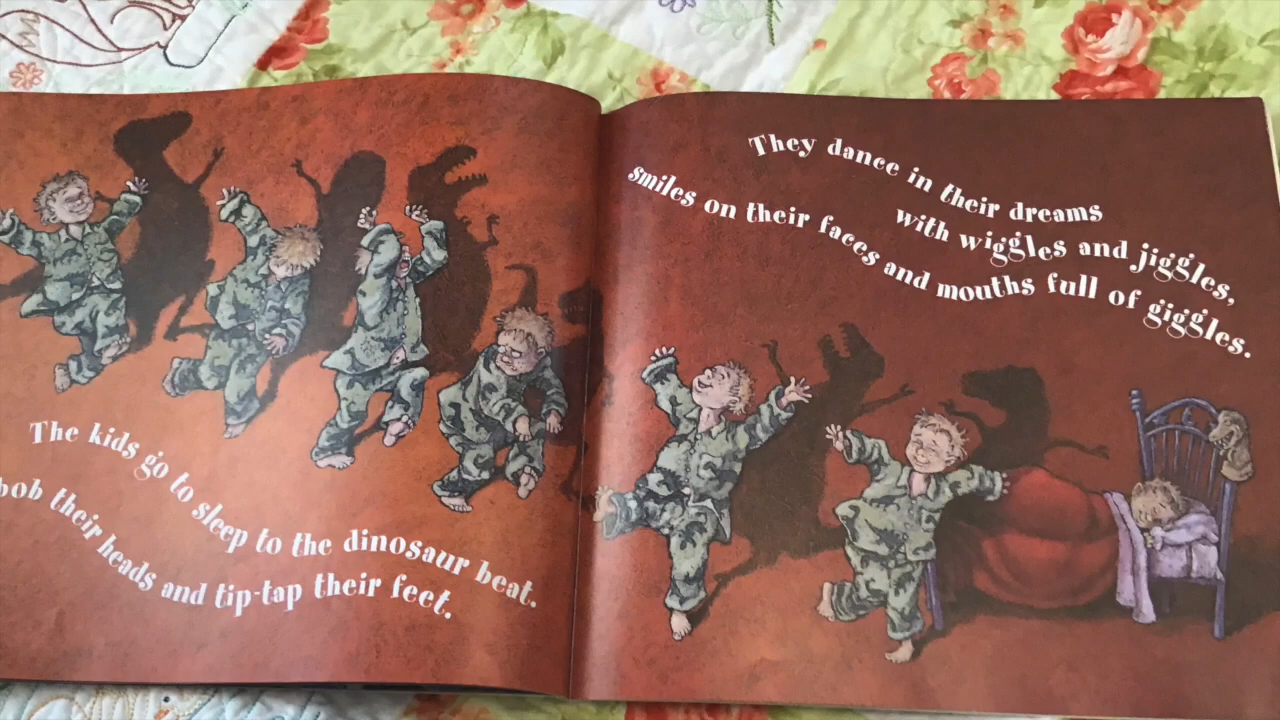 The kids go to sleep to the dinosaur beat.
bob their heads and tip-tap their feet.
They dance in their dreams
with wiggles and jiggles,
smiles on their faces and mouths full of giggles.